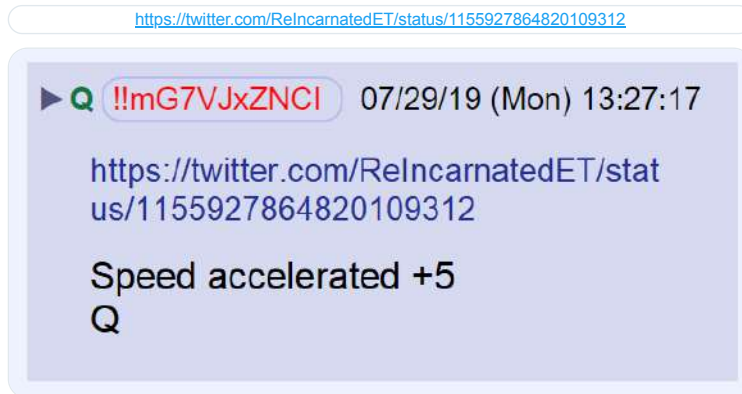 https://twitter.com/ReIncarnatedET/status/1155927864820109312
▶ Q !!mG7VJxZNCI 07/29/19 (Mon) 13:27:17
https://twitter.com/ReIncarnatedET/stat
us/1155927864820109312
Speed accelerated +5
Q